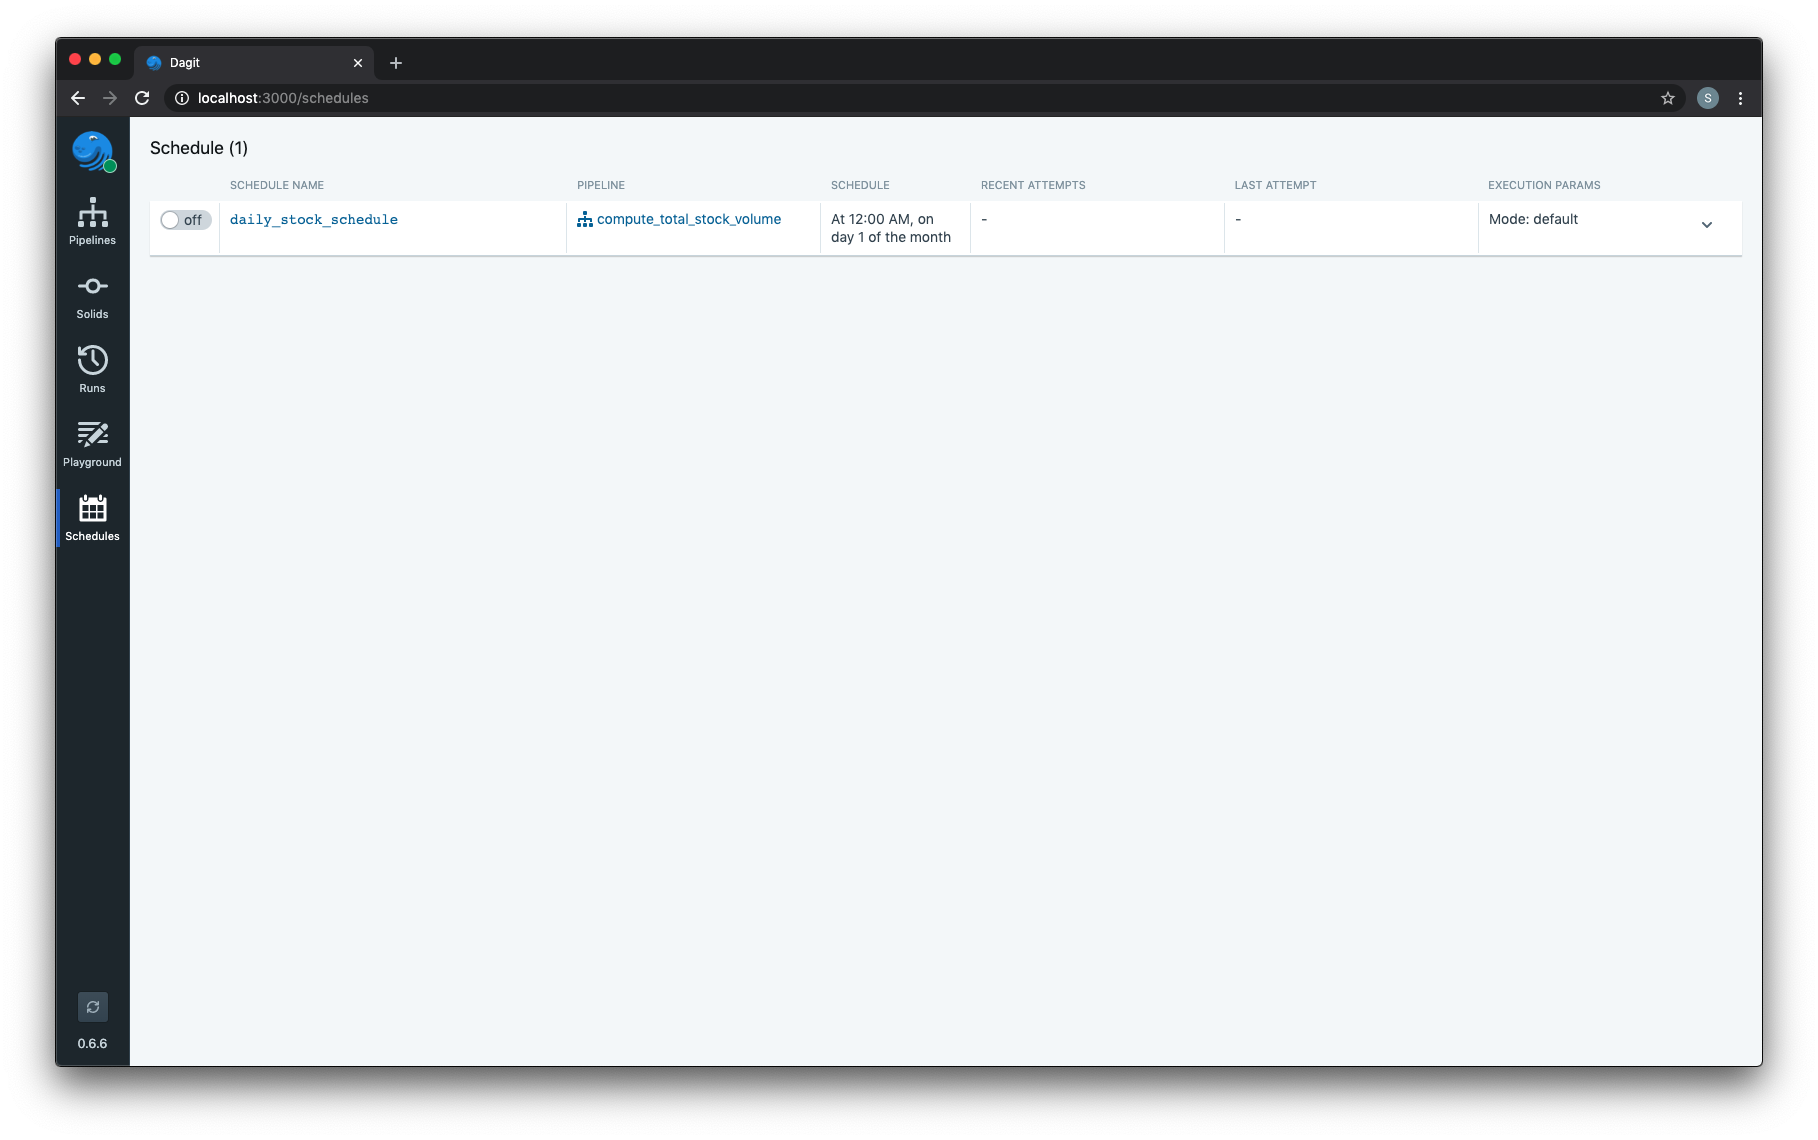 Dagit
localhost:3000/schedules
S
Schedule (1)
SCHEDULE NAME PIPELINE SCHEDULE RECENT ATTEMPTS LAST ATTEMPT EXECUTION PARAMS
off daily_stock_schedule compute_total_stock_volume At 12:00 AM, on - - Mode: default
day 1 of the month
Pipelines
Solids
Runs
Playground
Schedules
0.6.6